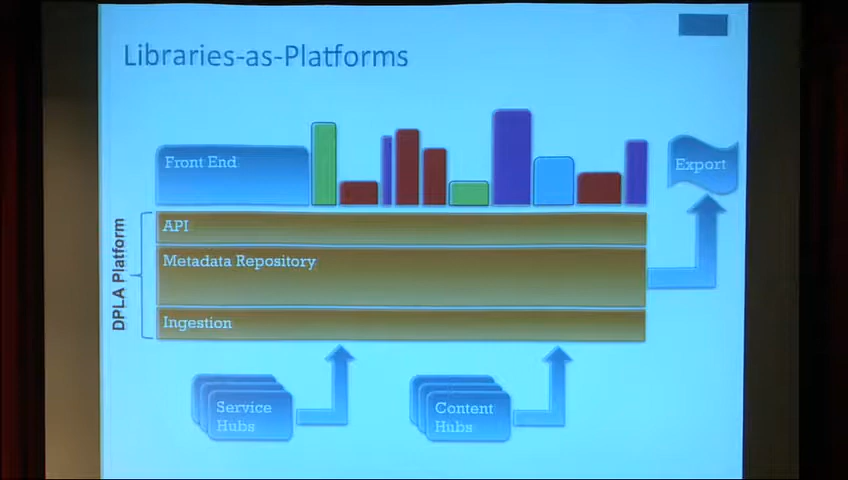 Libraries-as-Platforms
Front End
Export
API
Metadata Repository
Ingestion
DPLA Platform
Service
Hubs
Content
Hubs